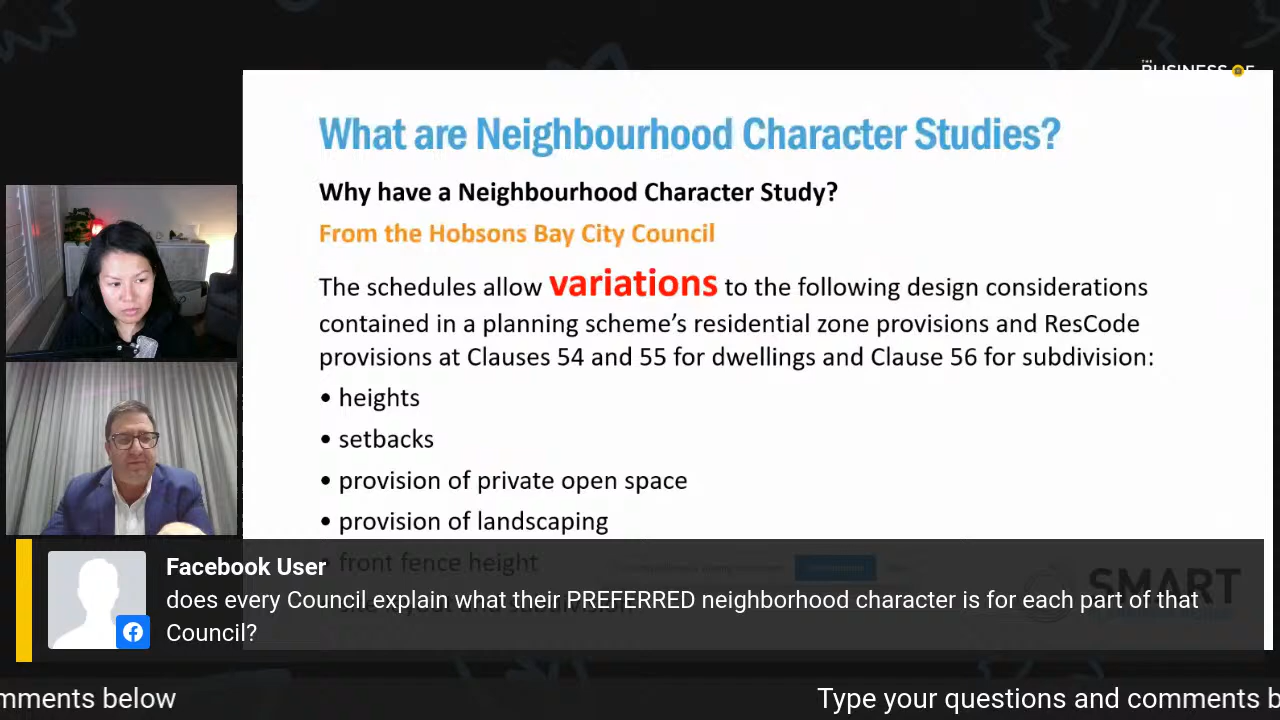 THE
BUSINESS OF
What are Neighbourhood Character Studies?
Why have a Neighbourhood Character Study?
From the Hobsons Bay City Council
The schedules allow variations to the following design considerations
contained in a planning scheme’s residential zone provisions and ResCode
provisions at Clauses 54 and 55 for dwellings and Clause 56 for subdivision:
• heights
• setbacks
• provision of private open space
• provision of landscaping
• front fence height
SMART
Facebook User
does every Council explain what their PREFERRED neighborhood character is for each part of that
Council?
mments below
Type your questions and comments b